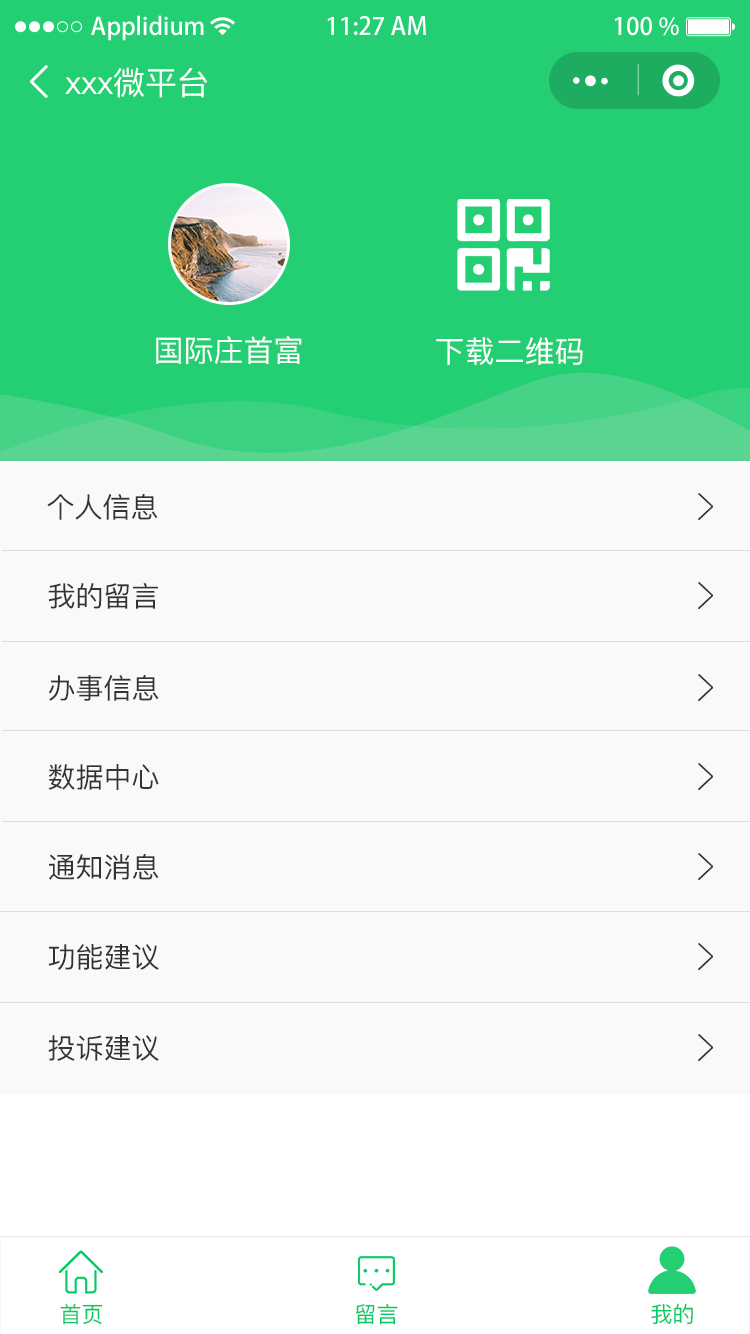 Applidium 11:27 AM 100 %
xxx微平台
国际庄首富 下载二维码
个人信息
我的留言
办事信息
数据中心
通知消息
功能建议
投诉建议
首页 留言 我的